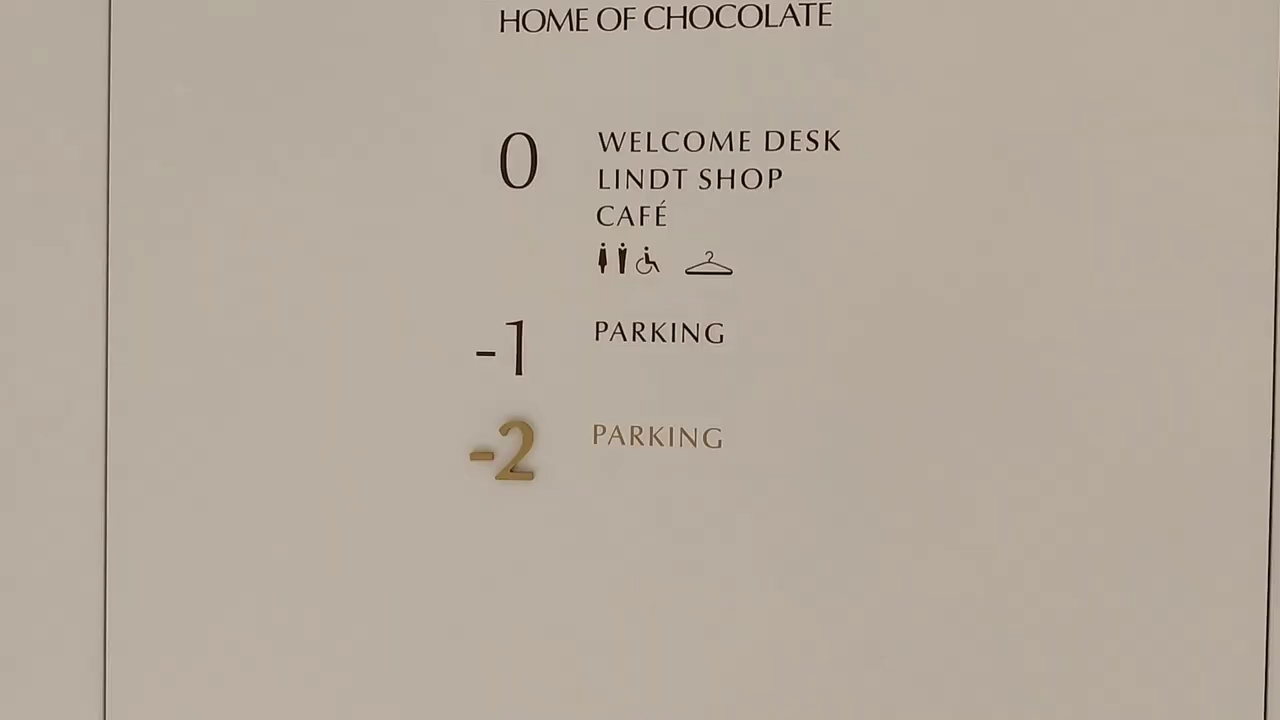 HOME OF CHOCOLATE
0 WELCOME DESK
LINDT SHOP
CAFÉ
-1 PARKING
-2 PARKING